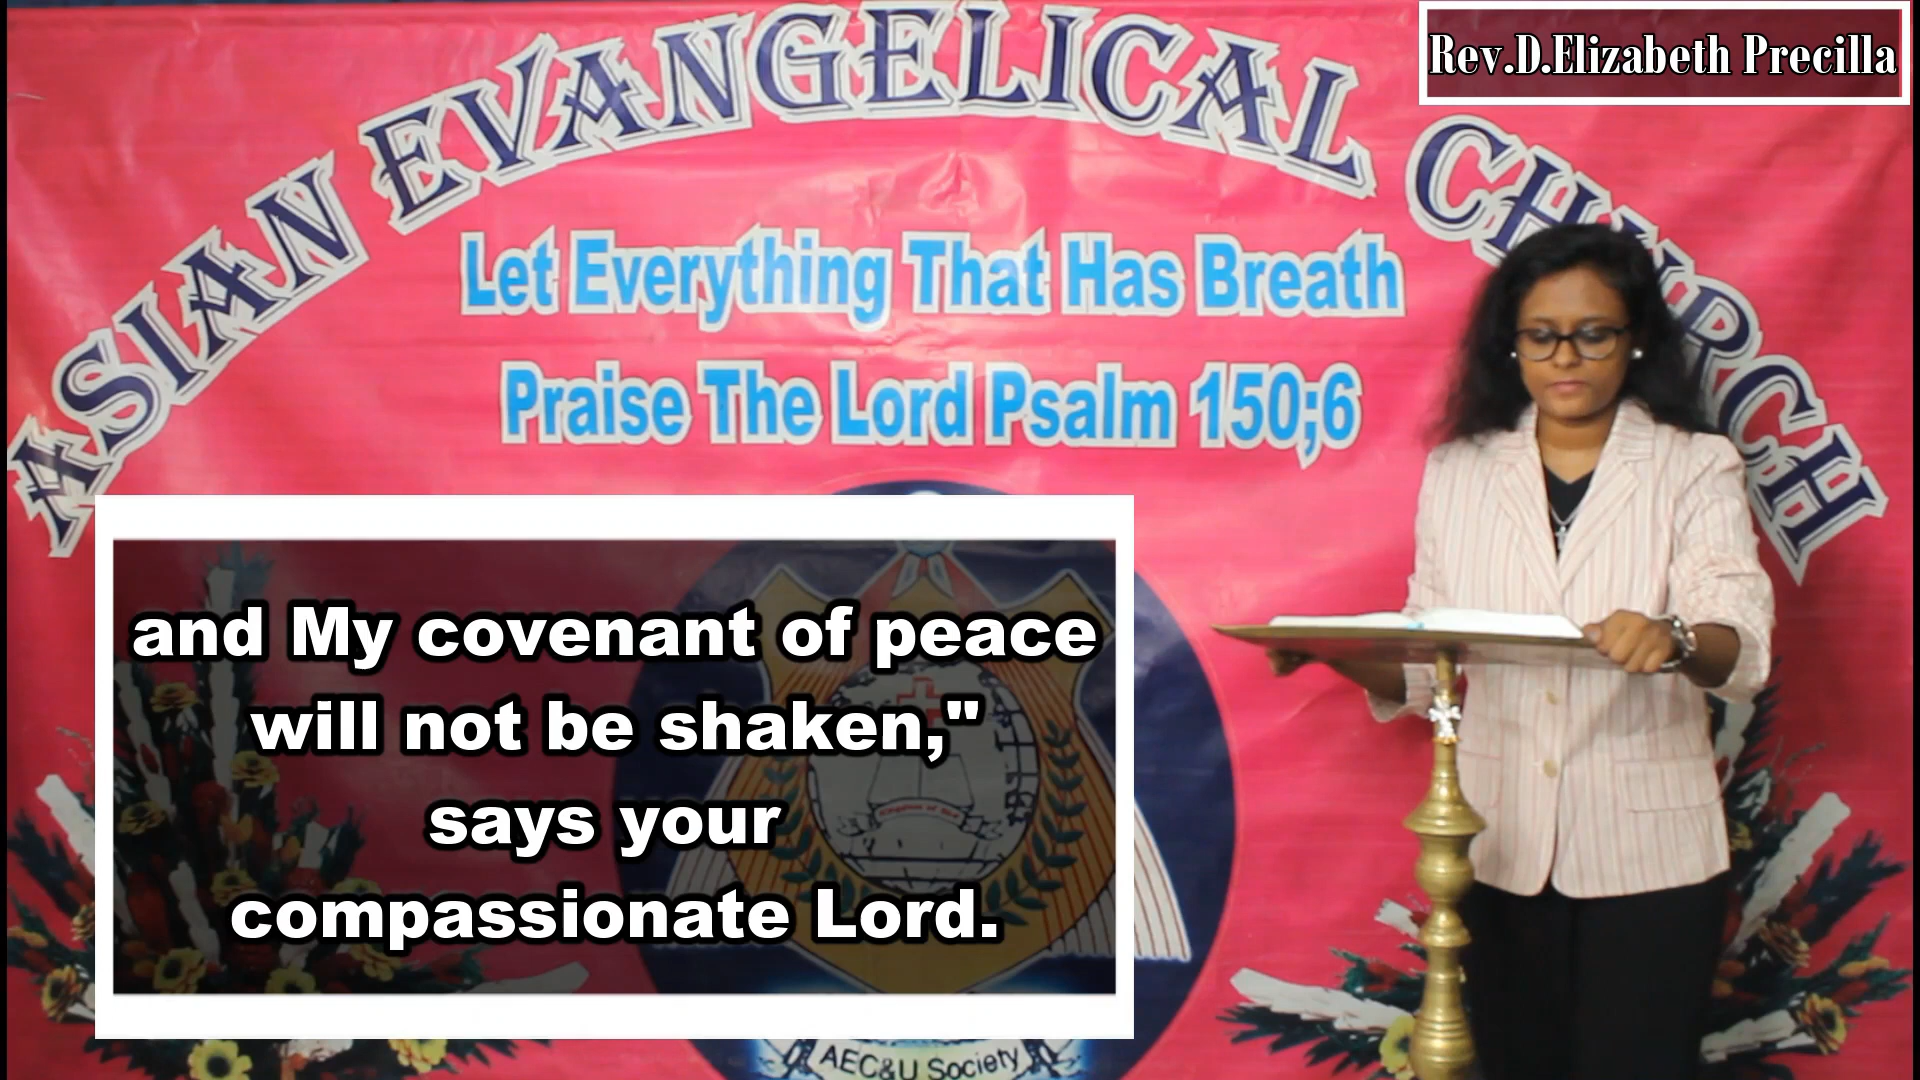 Rev.D.Elizabeth Precilla
ASIAN EVANGELICAL CHURCH
Let Everything That Has Breath
Praise The Lord Psalm 150;6
and My covenant of peace
will not be shaken,"
says your
compassionate Lord.
AEC&U Society